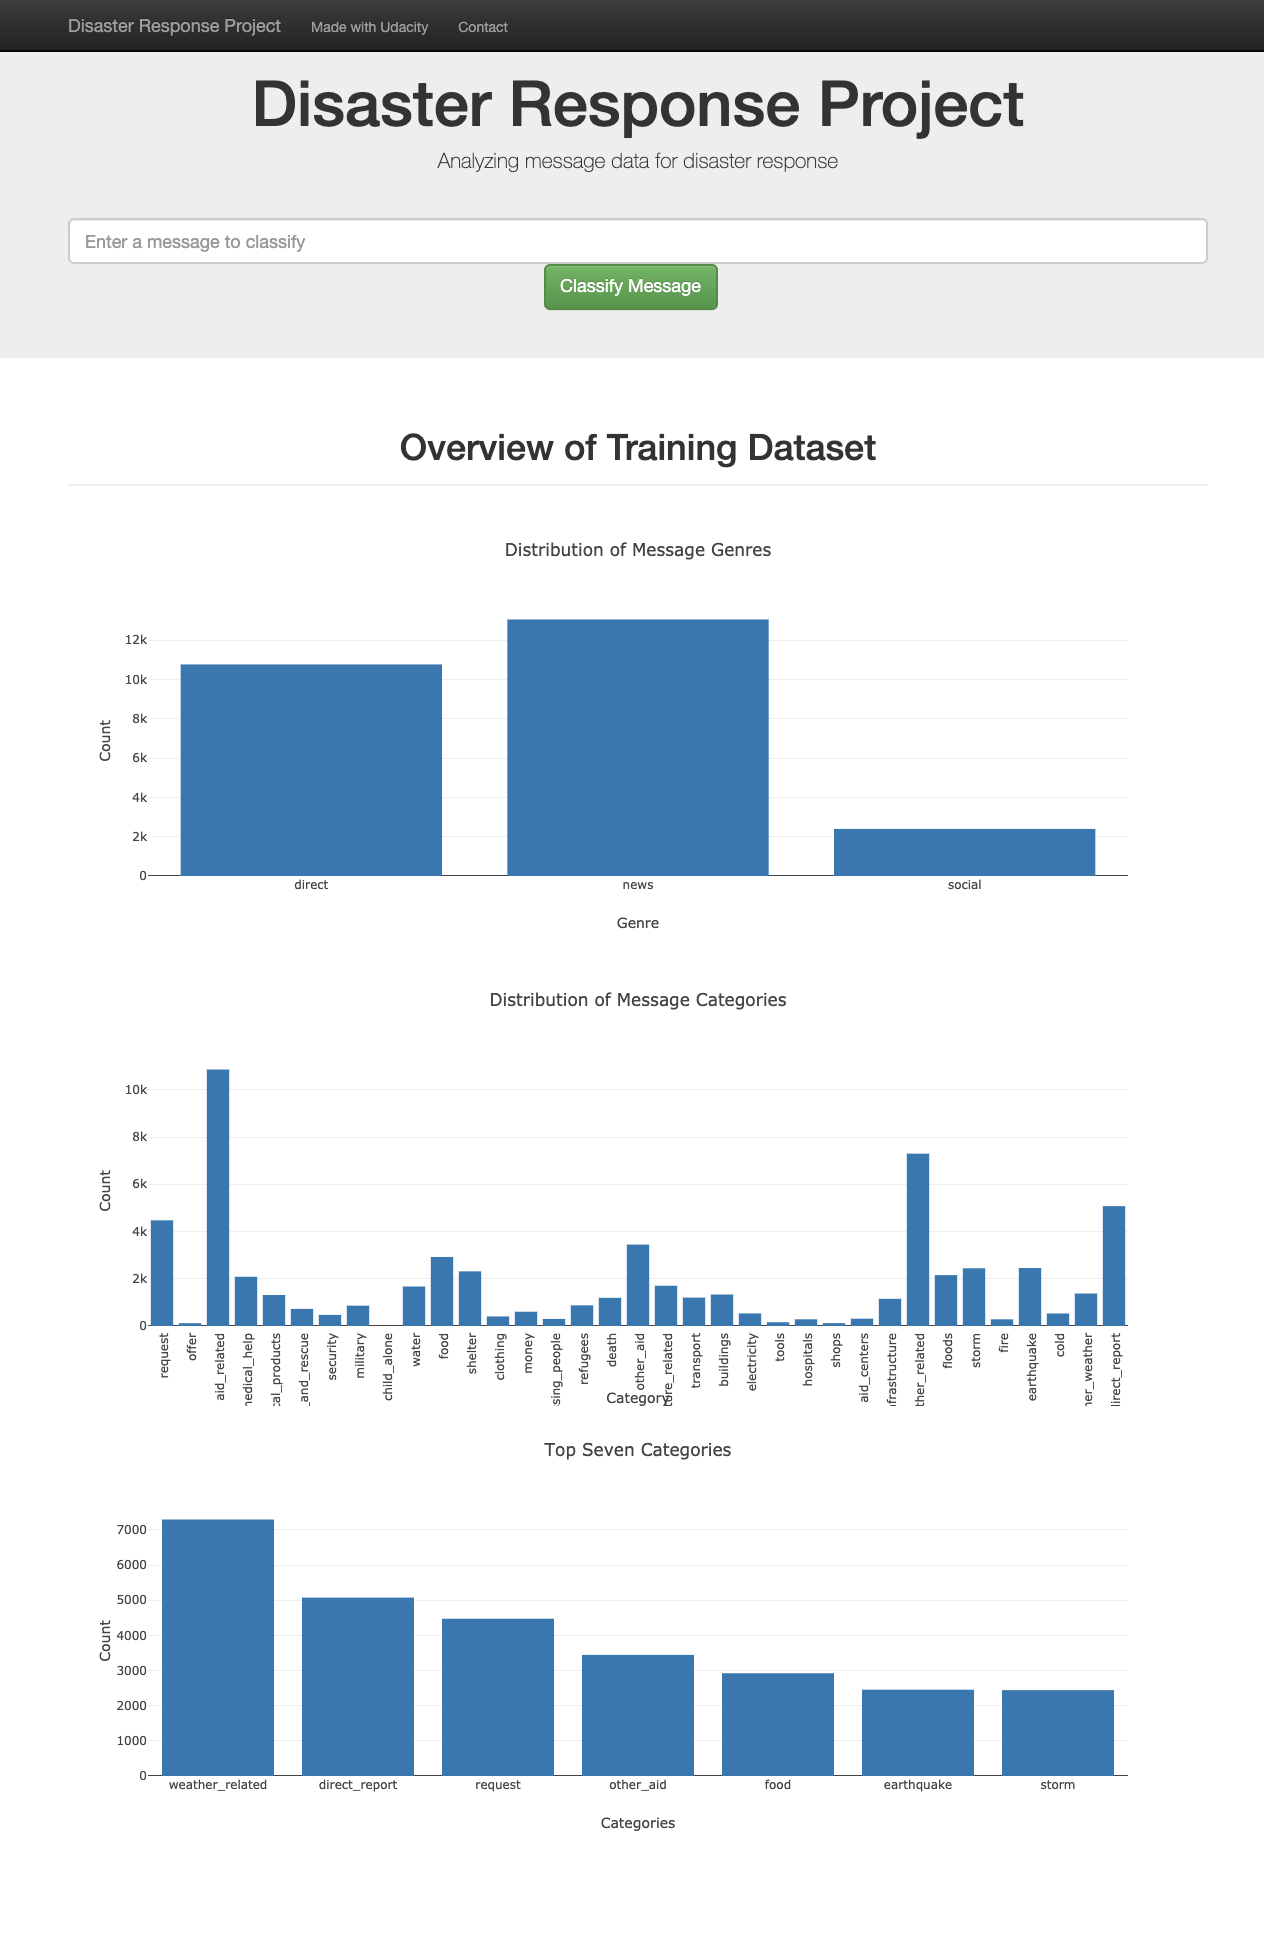 Disaster Response Project Made with Udacity Contact
Disaster Response Project
Analyzing message data for disaster response
Enter a message to classify
Classify Message
Overview of Training Dataset
Distribution of Message Genres
12k
10k
8k
6k
4k
2k
0
Count
direct news social
Genre
Distribution of Message Categories
10k
8k
6k
4k
2k
0
Count
request
offer
aid_related
medical_help
cal_products
_and_rescue
security
military
child_alone
water
food
shelter
clothing
money
sing_people
refugees
death
other_aid
ture_related
transport
buildings
electricity
tools
hospitals
shops
aid_centers
nfrastructure
ther_related
floods
storm
fire
earthquake
cold
her_weather
direct_report
Category
Top Seven Categories
7000
6000
5000
4000
3000
2000
1000
0
Count
weather_related direct_report request other_aid food earthquake storm
Categories